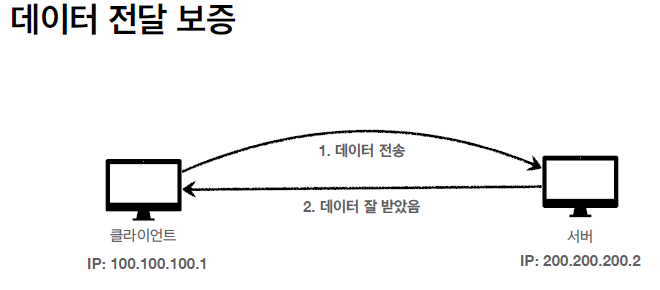 데이터 전달 보증
1. 데이터 전송
2. 데이터 잘 받았음
클라이언트
서버
IP: 100.100.100.1
IP: 200.200.200.2